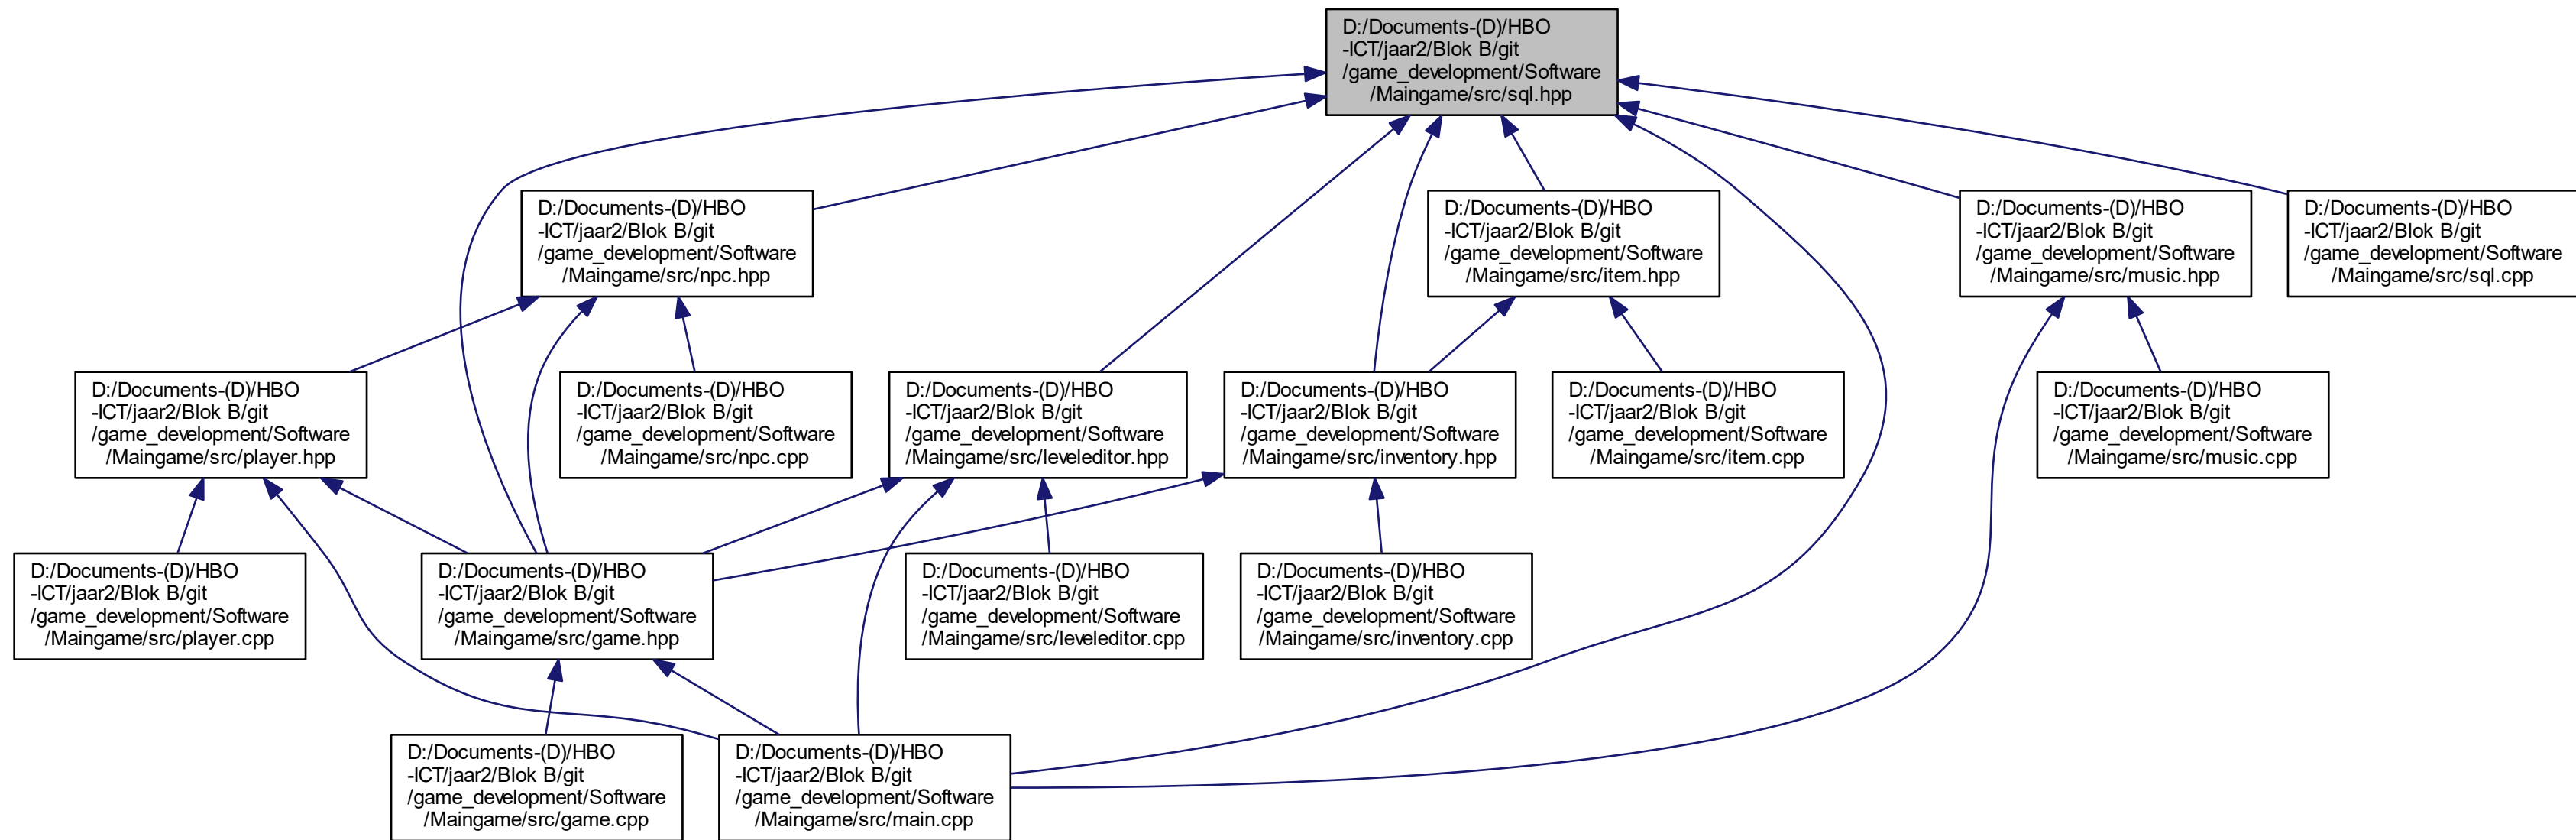 D:/Documents-(D)/HBO
-ICT/jaar2/Blok B/git
/game_development/Software
/Maingame/src/sql.hpp
D:/Documents-(D)/HBO
-ICT/jaar2/Blok B/git
/game_development/Software
/Maingame/src/npc.hpp
D:/Documents-(D)/HBO
-ICT/jaar2/Blok B/git
/game_development/Software
/Maingame/src/item.hpp
D:/Documents-(D)/HBO
-ICT/jaar2/Blok B/git
/game_development/Software
/Maingame/src/music.hpp
D:/Documents-(D)/HBO
-ICT/jaar2/Blok B/git
/game_development/Software
/Maingame/src/sql.cpp
D:/Documents-(D)/HBO
-ICT/jaar2/Blok B/git
/game_development/Software
/Maingame/src/player.hpp
D:/Documents-(D)/HBO
-ICT/jaar2/Blok B/git
/game_development/Software
/Maingame/src/npc.cpp
D:/Documents-(D)/HBO
-ICT/jaar2/Blok B/git
/game_development/Software
/Maingame/src/leveleditor.hpp
D:/Documents-(D)/HBO
-ICT/jaar2/Blok B/git
/game_development/Software
/Maingame/src/inventory.hpp
D:/Documents-(D)/HBO
-ICT/jaar2/Blok B/git
/game_development/Software
/Maingame/src/item.cpp
D:/Documents-(D)/HBO
-ICT/jaar2/Blok B/git
/game_development/Software
/Maingame/src/music.cpp
D:/Documents-(D)/HBO
-ICT/jaar2/Blok B/git
/game_development/Software
/Maingame/src/player.cpp
D:/Documents-(D)/HBO
-ICT/jaar2/Blok B/git
/game_development/Software
/Maingame/src/game.hpp
D:/Documents-(D)/HBO
-ICT/jaar2/Blok B/git
/game_development/Software
/Maingame/src/leveleditor.cpp
D:/Documents-(D)/HBO
-ICT/jaar2/Blok B/git
/game_development/Software
/Maingame/src/inventory.cpp
D:/Documents-(D)/HBO
-ICT/jaar2/Blok B/git
/game_development/Software
/Maingame/src/game.cpp
D:/Documents-(D)/HBO
-ICT/jaar2/Blok B/git
/game_development/Software
/Maingame/src/main.cpp